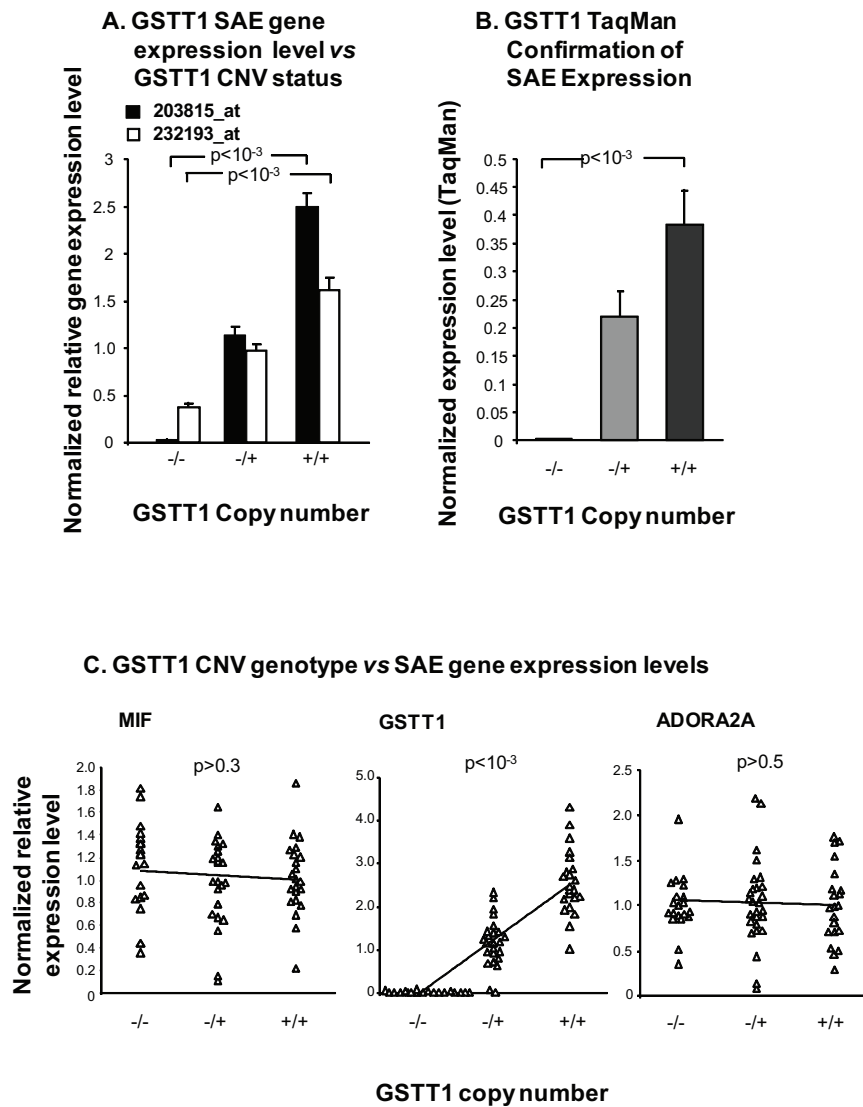 A. GSTT1 SAE gene
expression level vs
GSTT1 CNV status
203815_at
232193_at
p<10-3
p<10-3
Normalized relative gene expression level
3
2.5
2
1.5
1.0
0.5
0
-/-
-/+
+/+
GSTT1 Copy number
B. GSTT1 TaqMan
Confirmation of
SAE Expression
p<10-3
Normalized expression level (TaqMan)
0.5
0.45
0.4
0.35
0.3
0.25
0.2
0.15
0.1
0.05
0
-/-
-/+
+/+
GSTT1 Copy number
C. GSTT1 CNV genotype vs SAE gene expression levels
Normalized relative
expression level
MIF
p>0.3
2.0
1.8
1.6
1.4
1.2
1.0
0.8
0.6
0.4
0.2
0
-/-
-/+
+/+
GSTT1
p<10-3
5.0
4.0
3.0
2.0
1.0
0
-/-
-/+
+/+
ADORA2A
p>0.5
2.5
2.0
1.5
1.0
0.5
0
-/-
-/+
+/+
GSTT1 copy number